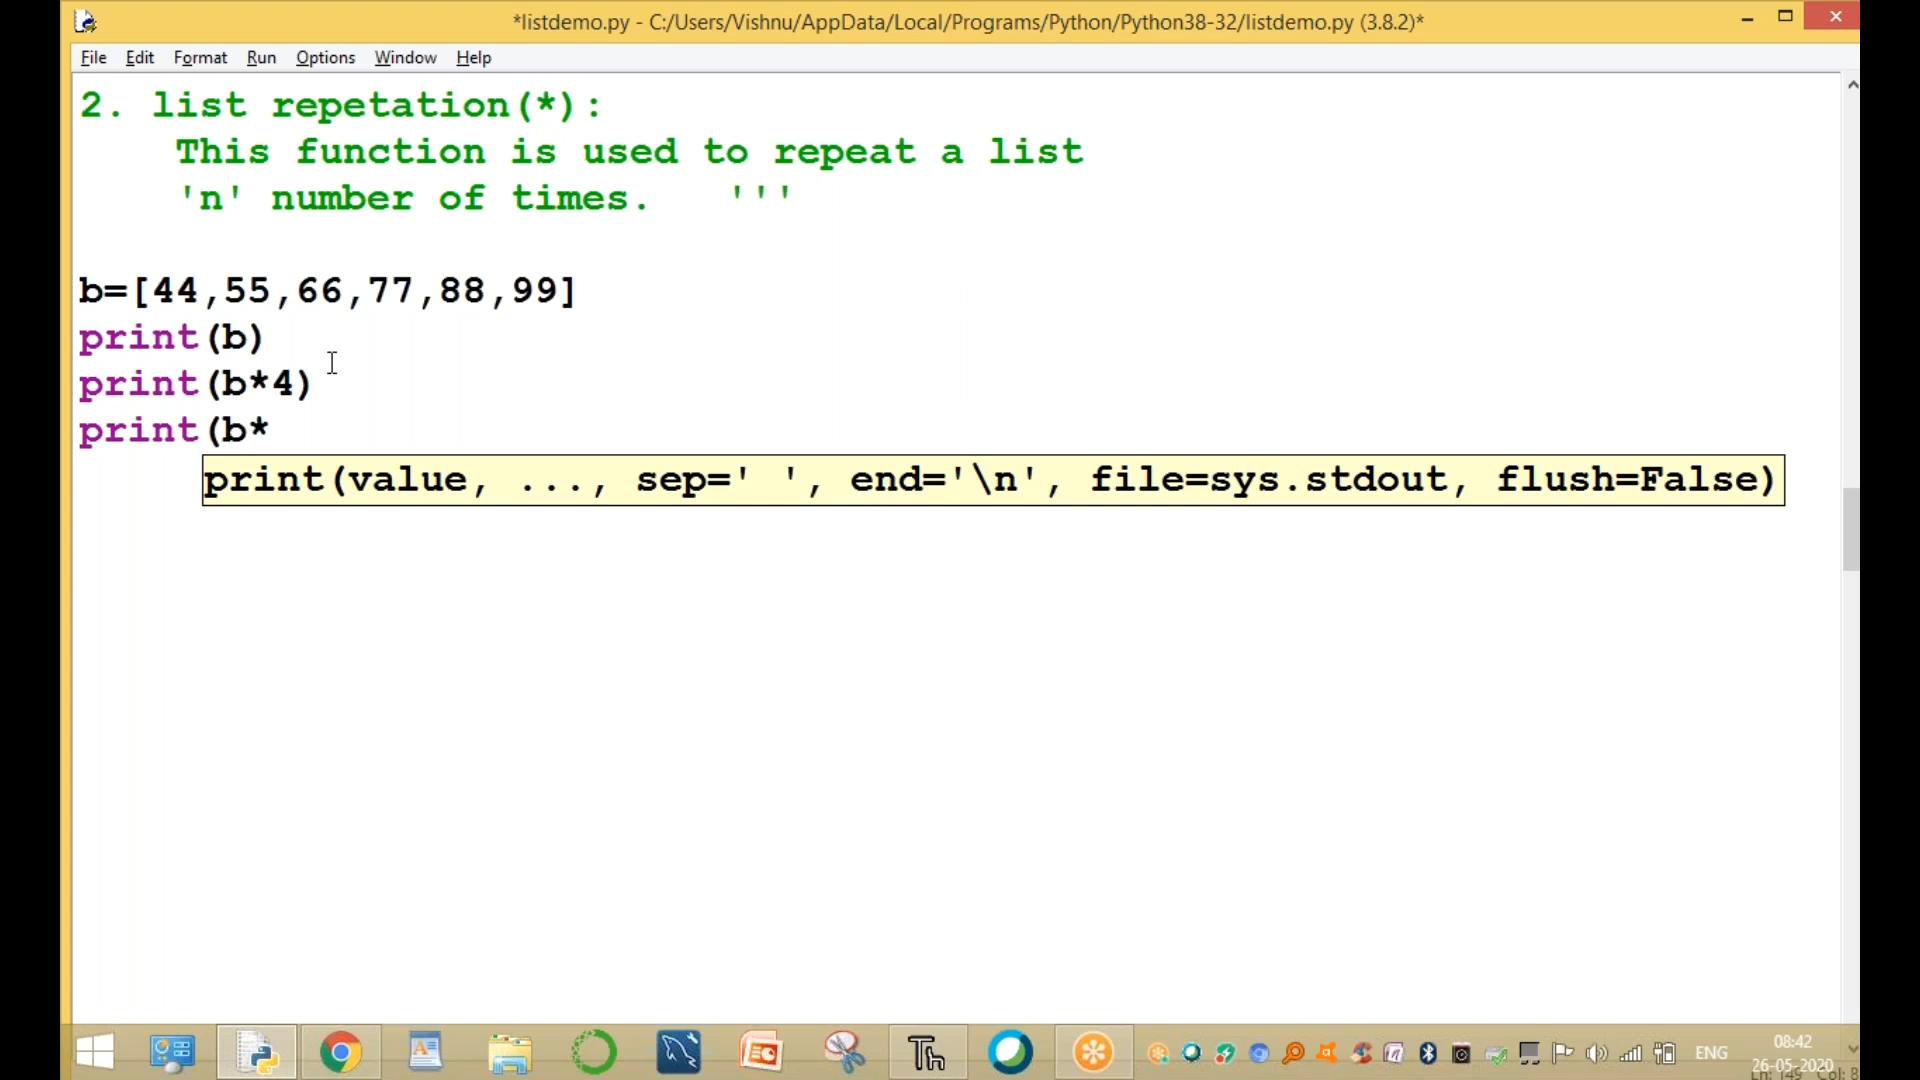 *listdemo.py - C:/Users/Vishnu/AppData/Local/Programs/Python/Python38-32/listdemo.py (3.8.2)*
File Edit Format Run Options Window Help
2. list repetation(*):
This function is used to repeat a list
'n' number of times. '''
b=[44,55,66,77,88,99]
print(b)
print(b*4)
print(b*
print(value, ..., sep=' ', end='\n', file=sys.stdout, flush=False)
Th
ENG
08:42
26-05-2020